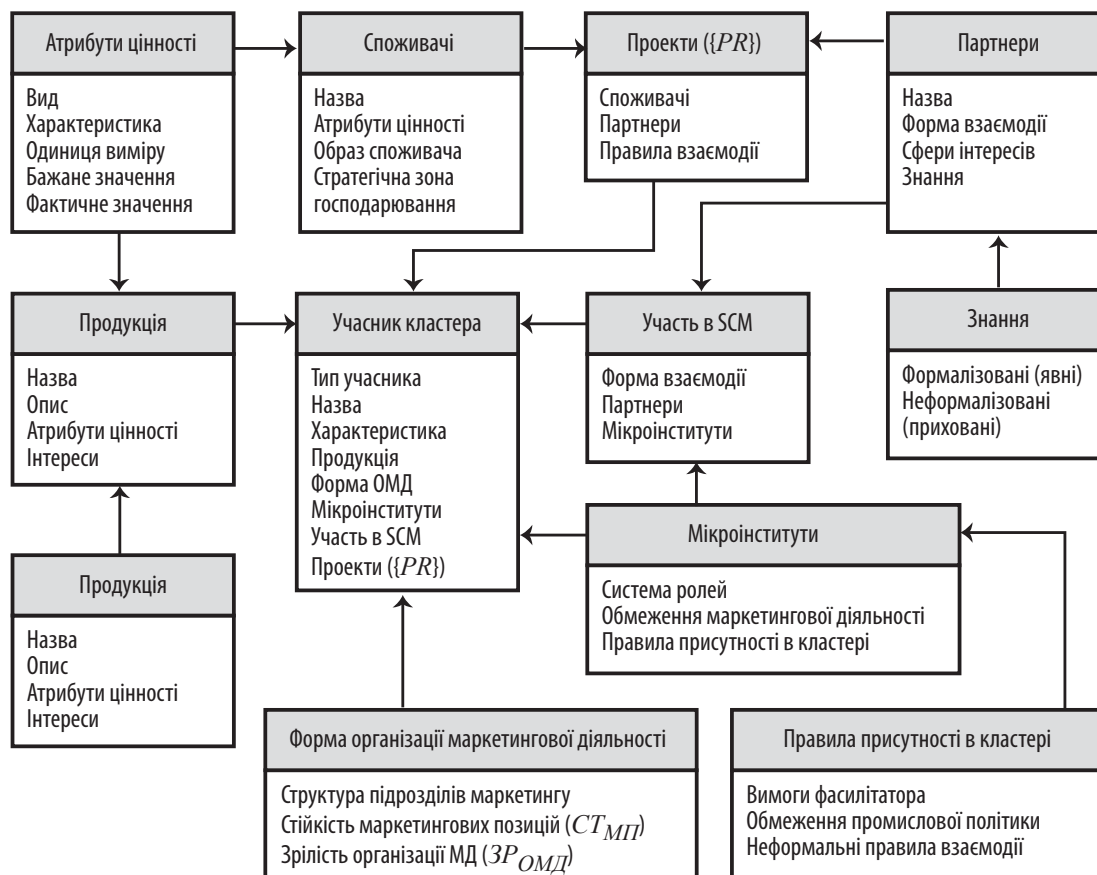 Атрибути цінності
Вид
Характеристика
Одиниця виміру
Бажане значення
Фактичне значення
Споживачі
Назва
Атрибути цінності
Образ споживача
Стратегічна зона
господарювання
Проекти ({PR})
Споживачі
Партнери
Правила взаємодії
Партнери
Назва
Форма взаємодії
Сфери інтересів
Знання
Продукція
Назва
Опис
Атрибути цінності
Інтереси
Учасник кластера
Тип учасника
Назва
Характеристика
Продукція
Форма ОМД
Мікроінститути
Участь в SCM
Проекти ({PR})
Участь в SCM
Форма взаємодії
Партнери
Мікроінститути
Знання
Формалізовані (явні)
Неформалізовані
(приховані)
Мікроінститути
Система ролей
Обмеження маркетингової діяльності
Правила присутності в кластері
Продукція
Назва
Опис
Атрибути цінності
Інтереси
Форма організації маркетингової діяльності
Структура підрозділів маркетингу
Стійкість маркетингових позицій (СТМП)
Зрілість організації МД (ЗРОМД)
Правила присутності в кластері
Вимоги фасилітатора
Обмеження промислової політики
Неформальні правила взаємодії